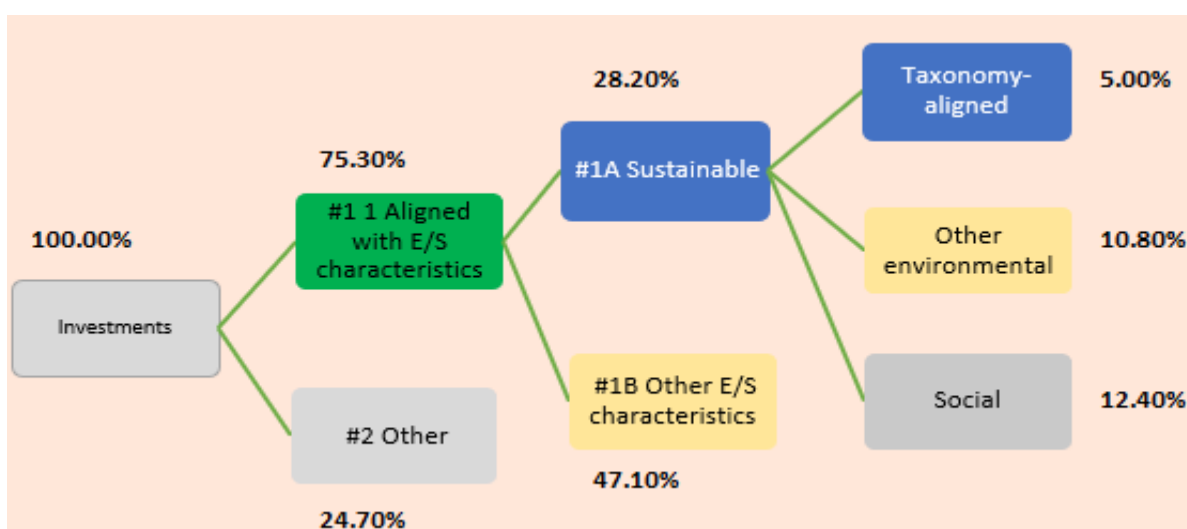 100.00%
Investments
75.30%
#1 1 Aligned
with E/S
characteristics
#2 Other
24.70%
28.20%
#1A Sustainable
#1B Other E/S
characteristics
47.10%
Taxonomy-
aligned
5.00%
Other
environmental
10.80%
Social
12.40%